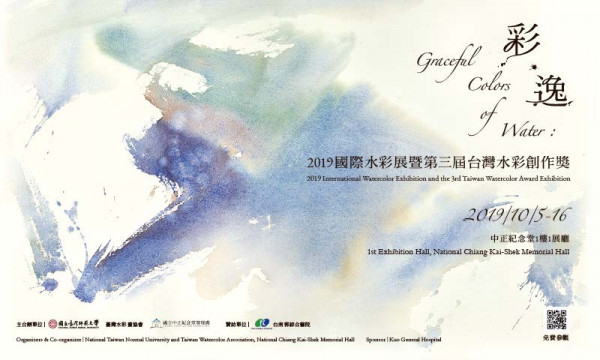 彩逸
Graceful
Colors
of
Water :
2019國際水彩展暨第三屆台灣水彩創作獎
2019 International Watercolor Exhibition and the 3rd Taiwan Watercolor Award Exhibition
2019/10/5-16
中正紀念堂1樓1展廳
1st Exhibition Hall, National Chiang Kai-Shek Memorial Hall
主合辦單位 | 國立臺灣師範大學 臺灣水彩畫協會 國立中正紀念堂管理處 贊助單位 | 台南郭綜合醫院
Organizers & Co-organizer | National Taiwan Normal University and Taiwan Watercolor Association, National Chiang Kai-Shek Memorial Hall Sponsor | Kuo General Hospital
免費參觀